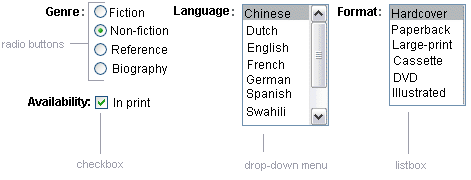 Genre: Fiction
Non-fiction
Reference
Biography
radio buttons
Availability: In print
checkbox
Language: Chinese
Dutch
English
French
German
Spanish
Swahili
drop-down menu
Format: Hardcover
Paperback
Large-print
Cassette
DVD
Illustrated
listbox